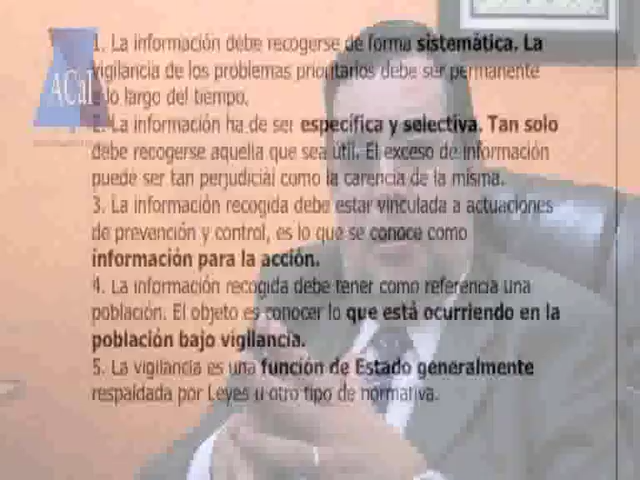 ACal
1. La información debe recogerse de forma sistemática. La
vigilancia de los problemas prioritarios debe ser permanente
a lo largo del tiempo.
2. La información ha de ser específica y selectiva. Tan solo
debe recogerse aquella que sea útil. El exceso de información
puede ser tan perjudicial como la carencia de la misma.
3. La información recogida debe estar vinculada a actuaciones
de prevención y control, es lo que se conoce como
información para la acción.
4. La información recogida debe tener como referencia una
población. El objeto es conocer lo que está ocurriendo en la
población bajo vigilancia.
5. La vigilancia es una función de Estado generalmente
respaldada por Leyes u otro tipo de normativa.